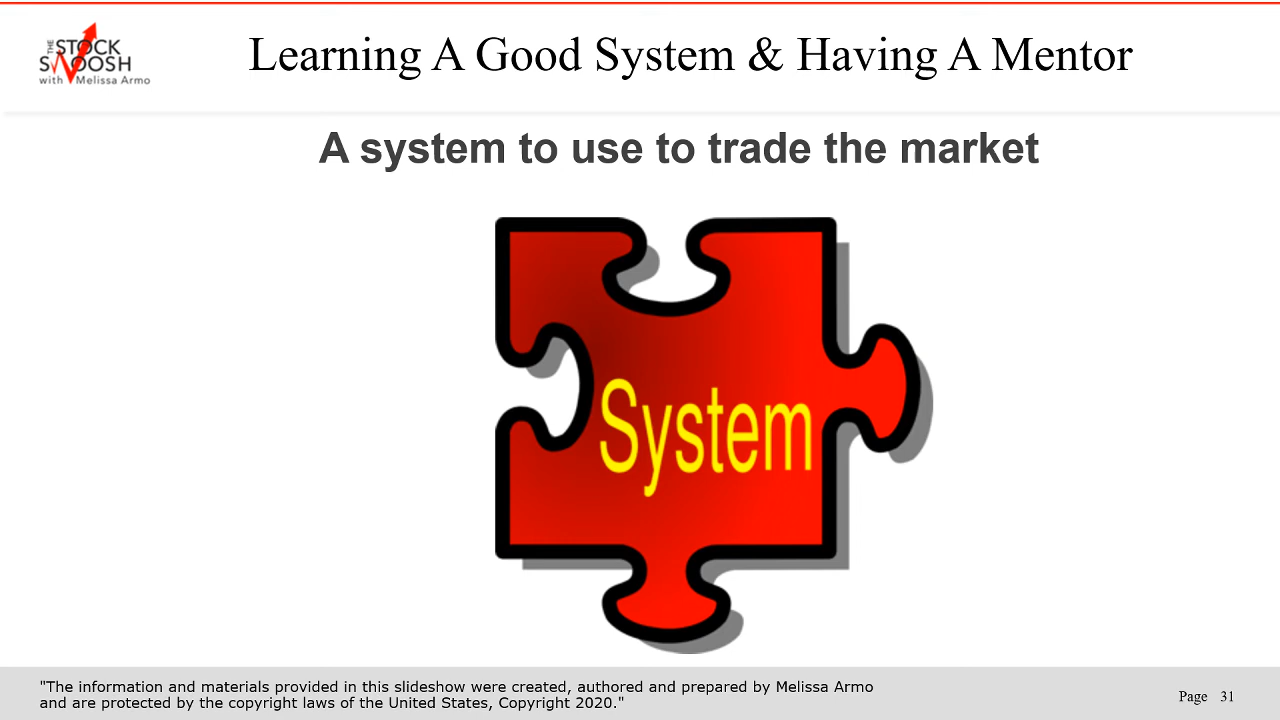 THE
STOCK
SWOOSH
with Melissa Armo
Learning A Good System & Having A Mentor
A system to use to trade the market
System
"The information and materials provided in this slideshow were created, authored and prepared by Melissa Armo
and are protected by the copyright laws of the United States, Copyright 2020."
Page 31